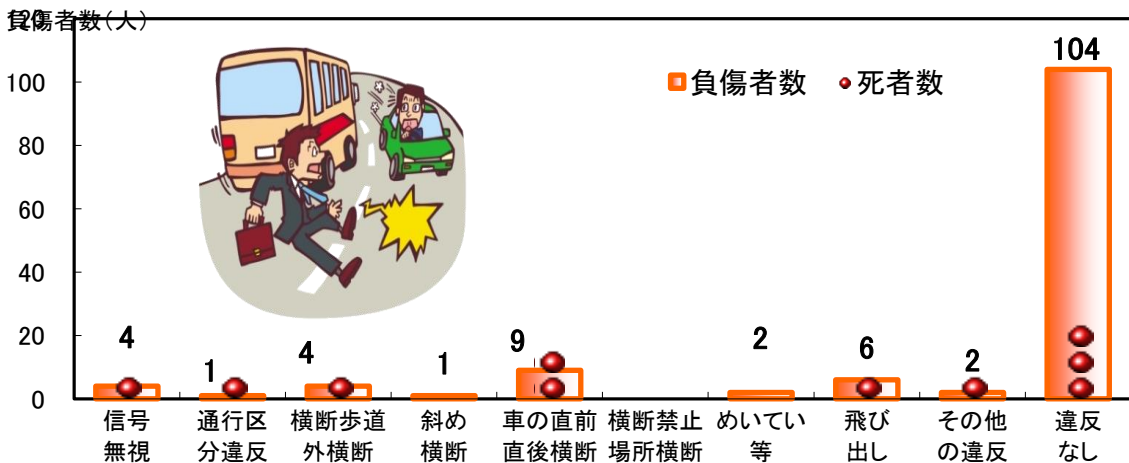 負傷者数(人)
120
100
80
60
40
20
0
負傷者数 死者数
4
1
4
1
9
2
6
2
104
信号
無視
通行区
分違反
横断歩道
外横断
斜め
横断
車の直前
直後横断
横断禁止
場所横断
めいてい
等
飛び
出し
その他
の違反
違反
なし